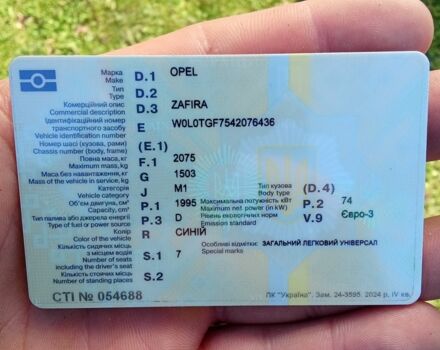 Марка D.1 OPEL
Make
Тип D.2
Type
Комерційний опис D.3 ZAFIRA
Commercial description
Ідентифікаційний номер E W0L0TGF7542076436
транспортного засобу
Vehicle identification number
Номер шасі (кузова, рами) (E.1)
Chassis number (body, frame)
Повна маса, кг F.1 2075
Maximum mass, kg
Маса без навантаження, кг G 1503
Mass of the vehicle in service, kg
Категорія J M1 Тип кузова (D.4)
Vehicle category Body type
Об'єм двигуна, см³ P.1 1995 Максимальна потужність кВт P.2 74
Capacity, cm³ Maximum net power (in kW)
Тип палива або джерела енергії P.3 D Рівень екологічних норм V.9 Євро-3
Type of fuel or power source Emission standard
Колір R СИНІЙ
Color of the vehicle
Кількість сидячих місць S.1 7 Особливі відмітки: ЗАГАЛЬНИЙ ЛЕГКОВИЙ УНІВЕРСАЛ
з місцем водія Special marks
Number of seats
including the driver's seat
Кількість стоячих місць S.2
Number of standing places
СТІ № 054688 ПК "Україна". Зам. 24-3595. 2024 р. IV кв.